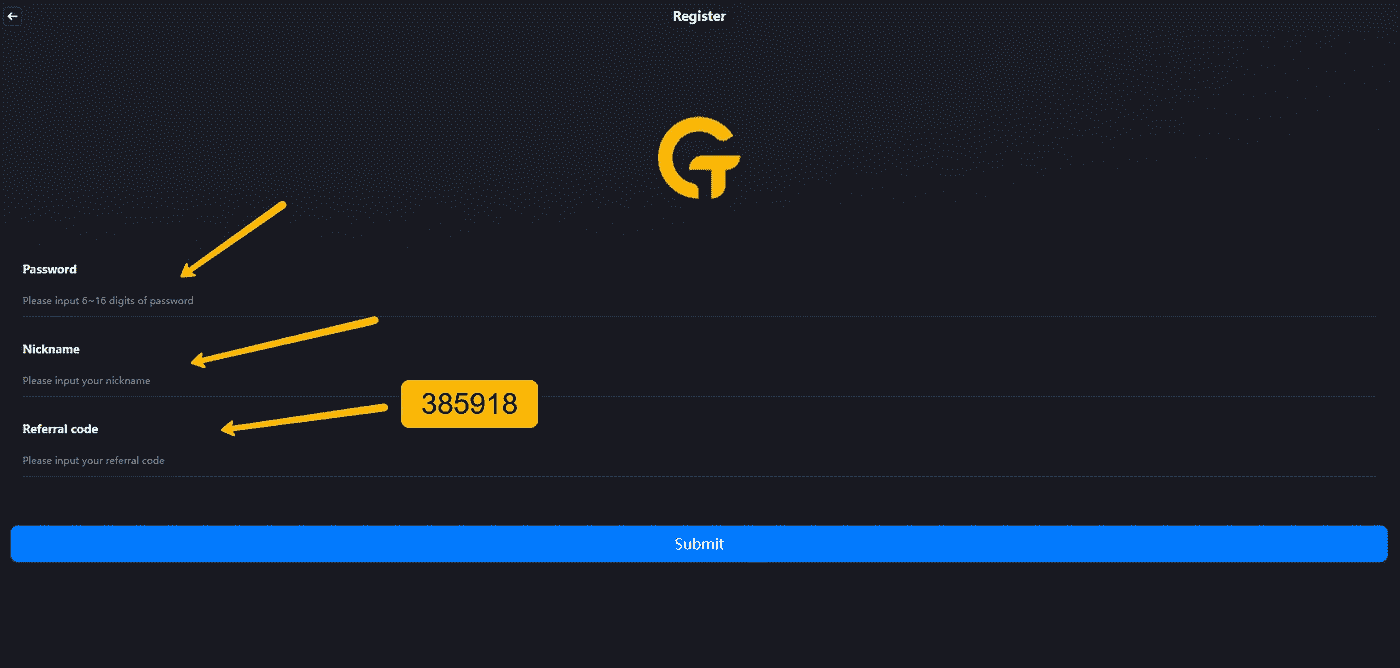 Register
Password
Please input 6~16 digits of password
Nickname
Please input your nickname
385918
Referral code
Please input your referral code
Submit